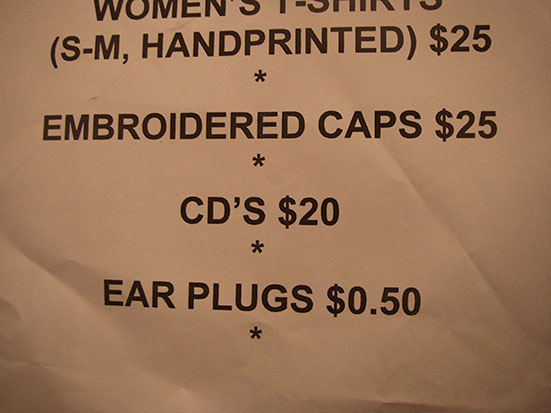 WOMEN'S T-SHIRTS
(S-M, HANDPRINTED) $25
*
EMBROIDERED CAPS $25
*
CD'S $20
*
EAR PLUGS $0.50
*